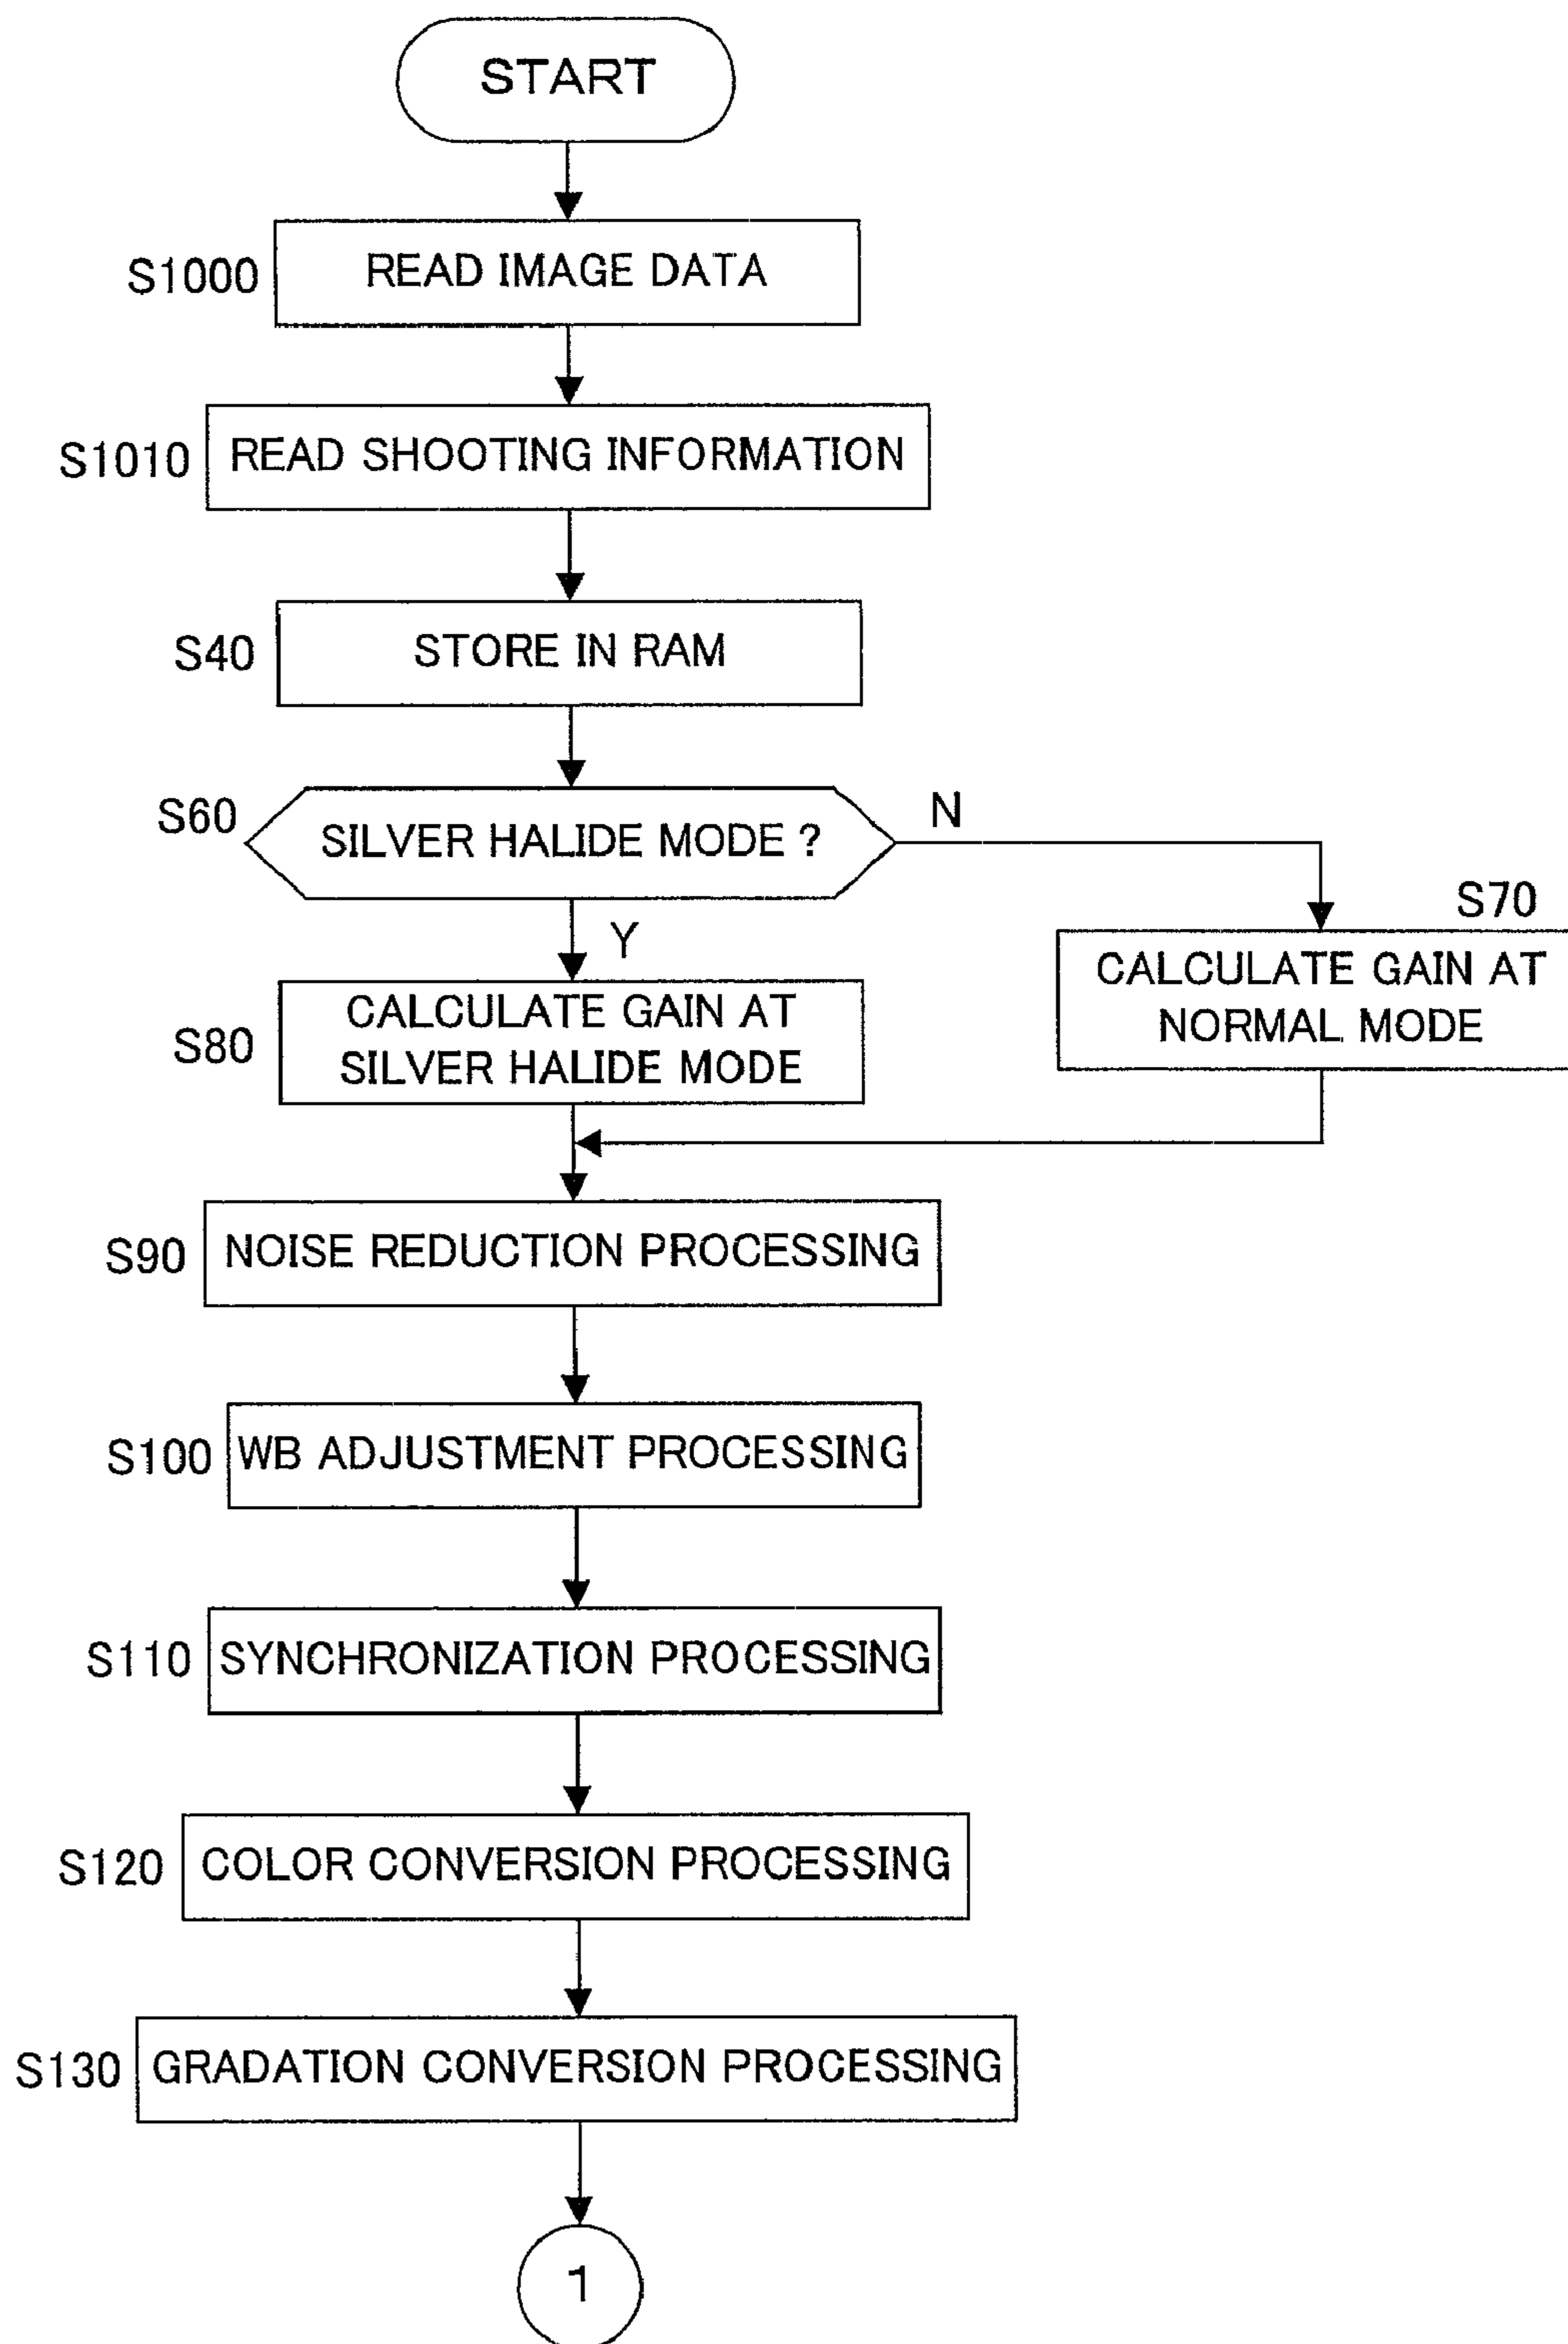 START
S1000
READ IMAGE DATA
S1010
READ SHOOTING INFORMATION
S40
STORE IN RAM
S60
SILVER HALIDE MODE ?
N
Y
S70
CALCULATE GAIN AT
NORMAL MODE
S80
CALCULATE GAIN AT
SILVER HALIDE MODE
S90
NOISE REDUCTION PROCESSING
S100
WB ADJUSTMENT PROCESSING
S110
SYNCHRONIZATION PROCESSING
S120
COLOR CONVERSION PROCESSING
S130
GRADATION CONVERSION PROCESSING
1